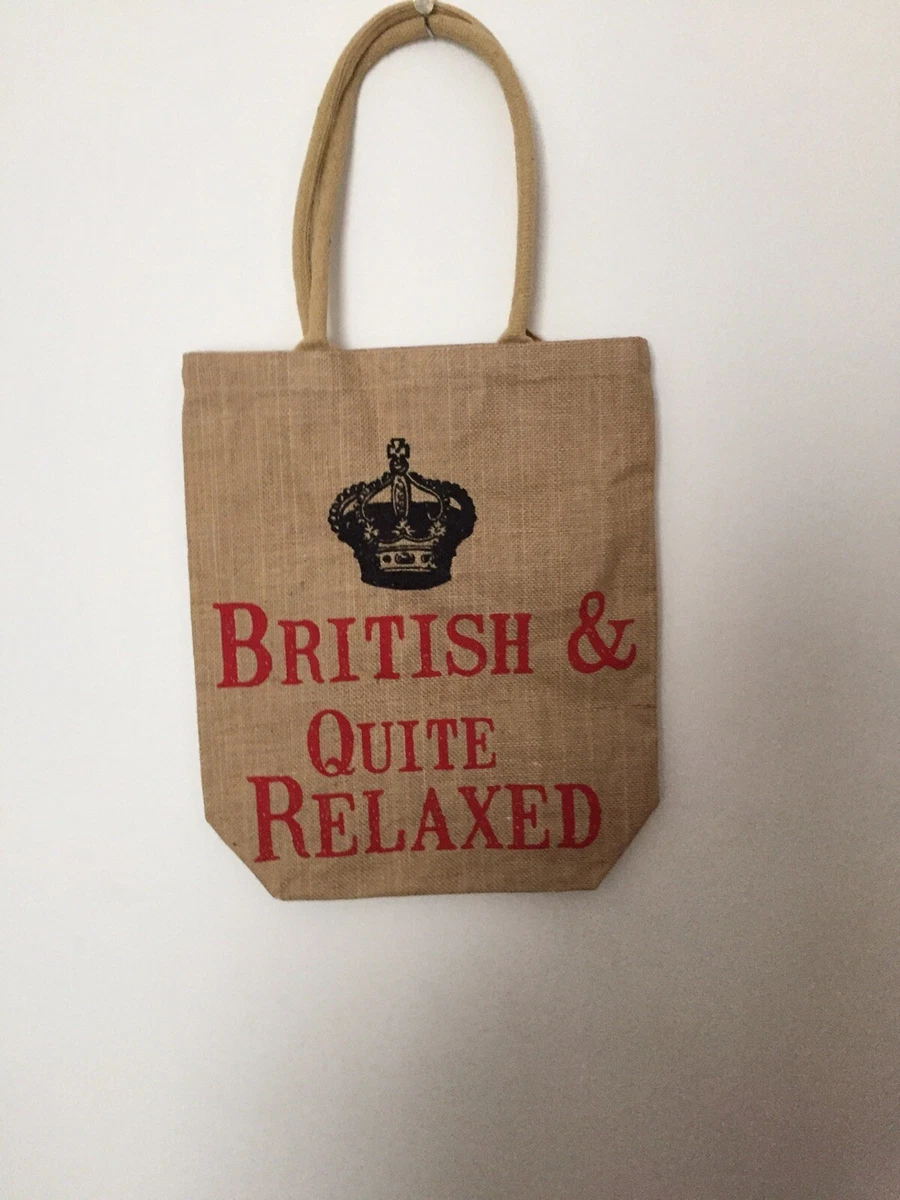 BRITISH &
QUITE
RELAXED